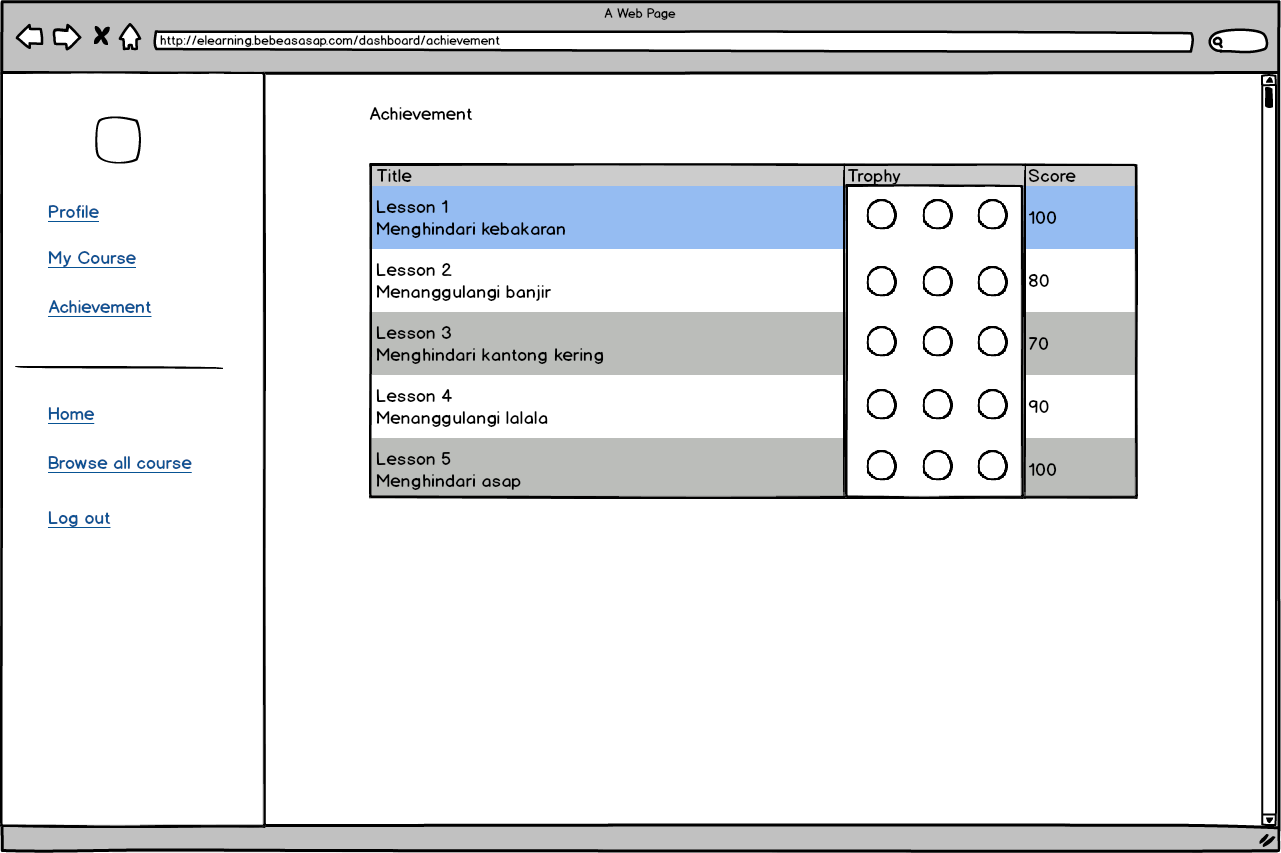 A Web Page
http://elearning.bebeasasap.com/dashboard/achievement
Profile
My Course
Achievement
Home
Browse all course
Log out
Achievement
Title Trophy Score
Lesson 1
Menghindari kebakaran
100
Lesson 2
Menanggulangi banjir
80
Lesson 3
Menghindari kantong kering
70
Lesson 4
Menanggulangi lalala
90
Lesson 5
Menghindari asap
100